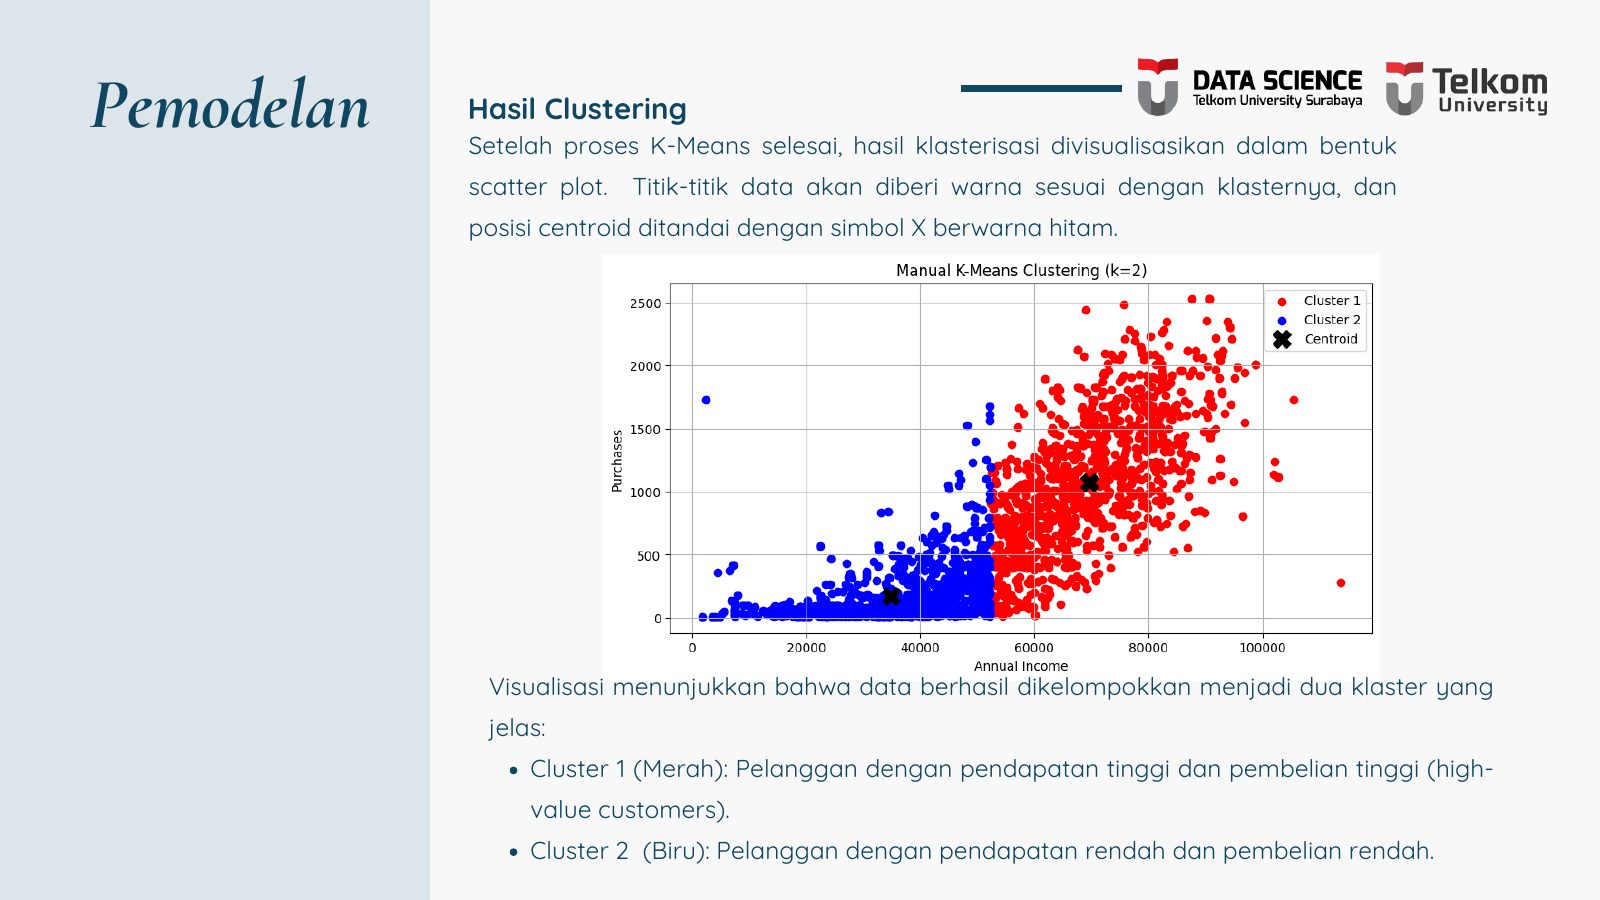 Pemodelan
DATA SCIENCE
Telkom University Surabaya
Telkom
University
Hasil Clustering
Setelah proses K-Means selesai, hasil klasterisasi divisualisasikan dalam bentuk
scatter plot. Titik-titik data akan diberi warna sesuai dengan klasternya, dan
posisi centroid ditandai dengan simbol X berwarna hitam.
Manual K-Means Clustering (k=2)
Cluster 1
Cluster 2
Centroid
Purchases
2500
2000
1500
1000
500
0
0 20000 40000 60000 80000 100000
Annual Income
Visualisasi menunjukkan bahwa data berhasil dikelompokkan menjadi dua klaster yang
jelas:
• Cluster 1 (Merah): Pelanggan dengan pendapatan tinggi dan pembelian tinggi (high-
value customers).
• Cluster 2 (Biru): Pelanggan dengan pendapatan rendah dan pembelian rendah.